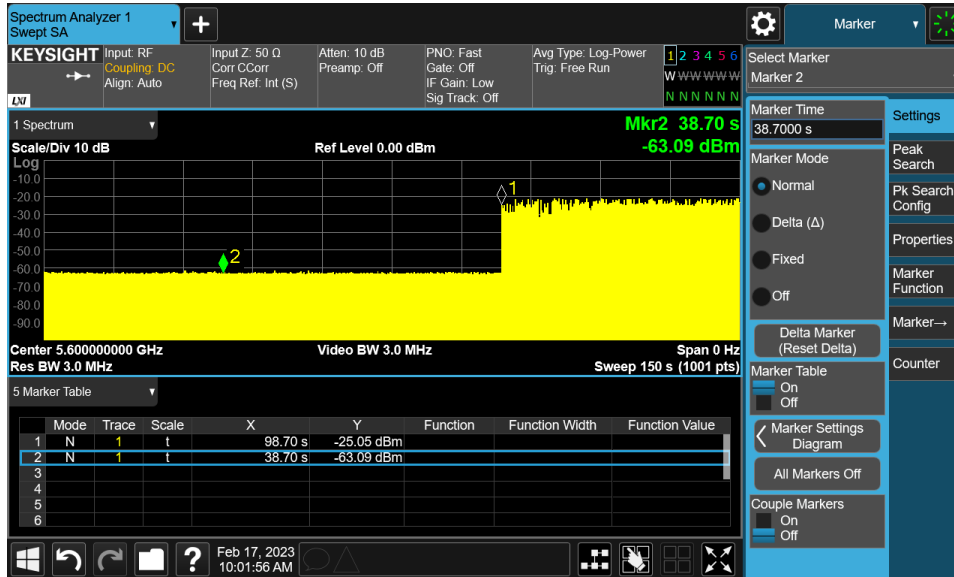 Spectrum Analyzer 1
Swept SA
Marker
KEYSIGHT
LXI
Input: RF
Coupling: DC
Align: Auto
Input Z: 50 Ω
Corr CCorr
Freq Ref: Int (S)
Atten: 10 dB
Preamp: Off
PNO: Fast
Gate: Off
IF Gain: Low
Sig Track: Off
Avg Type: Log-Power
Trig: Free Run
1 2 3 4 5 6
W W W W W W
N N N N N N
Select Marker
Marker 2
1 Spectrum
Mkr2 38.70 s
Scale/Div 10 dB
Ref Level 0.00 dBm
-63.09 dBm
Log
-10.0
-20.0
-30.0
-40.0
-50.0
-60.0
-70.0
-80.0
-90.0
1
2
Center 5.600000000 GHz
Video BW 3.0 MHz
Span 0 Hz
Res BW 3.0 MHz
Sweep 150 s (1001 pts)
5 Marker Table
Mode Trace Scale X Y Function Function Width Function Value
1 N 1 t 98.70 s -25.05 dBm
2 N 1 t 38.70 s -63.09 dBm
3
4
5
6
Marker Time
38.7000 s
Marker Mode
Normal
Delta (Δ)
Fixed
Off
Delta Marker
(Reset Delta)
Marker Table
On
Off
Marker Settings
Diagram
All Markers Off
Couple Markers
On
Off
Settings
Peak
Search
Pk Search
Config
Properties
Marker
Function
Marker→
Counter
?
Feb 17, 2023
10:01:56 AM